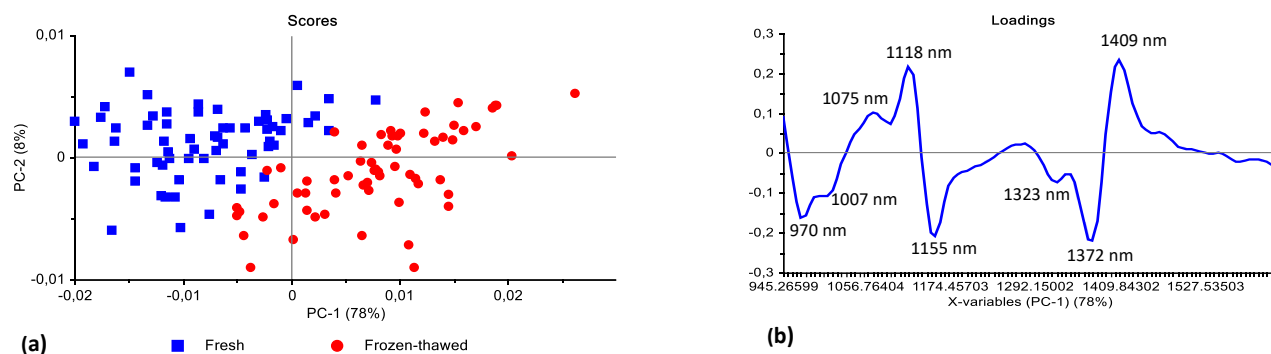 Scores
0,01
0
-0,01
PC-2 (8%)
-0,02
-0,01
0
0,01
0,02
PC-1 (78%)
(a)
Fresh
Frozen-thawed
Loadings
0,3
0,2
0,1
0
-0,1
-0,2
-0,3
1409 nm
1118 nm
1075 nm
1007 nm
970 nm
1155 nm
1323 nm
1372 nm
945.26599 1056.76404 1174.45703 1292.15002 1409.84302 1527.53503
X-variables (PC-1) (78%)
(b)